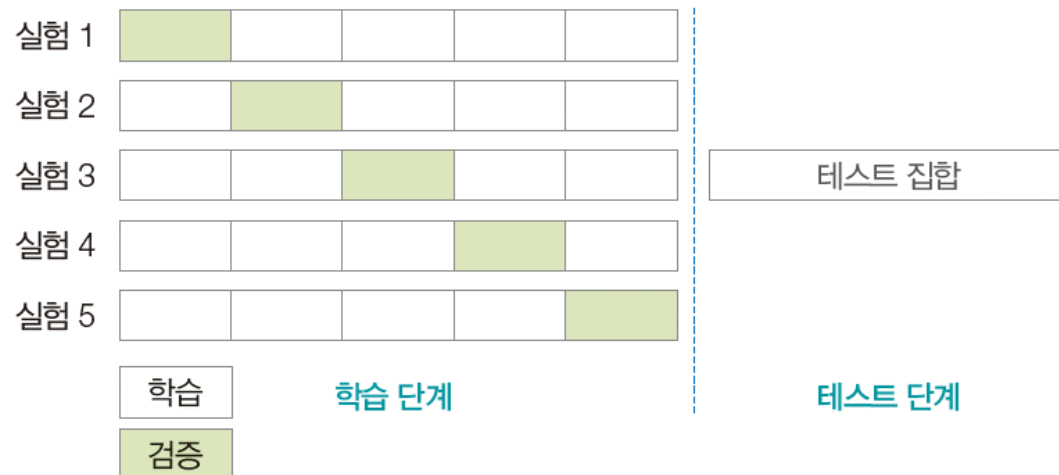 실험 1
실험 2
실험 3
테스트 집합
실험 4
실험 5
학습
학습 단계
테스트 단계
검증